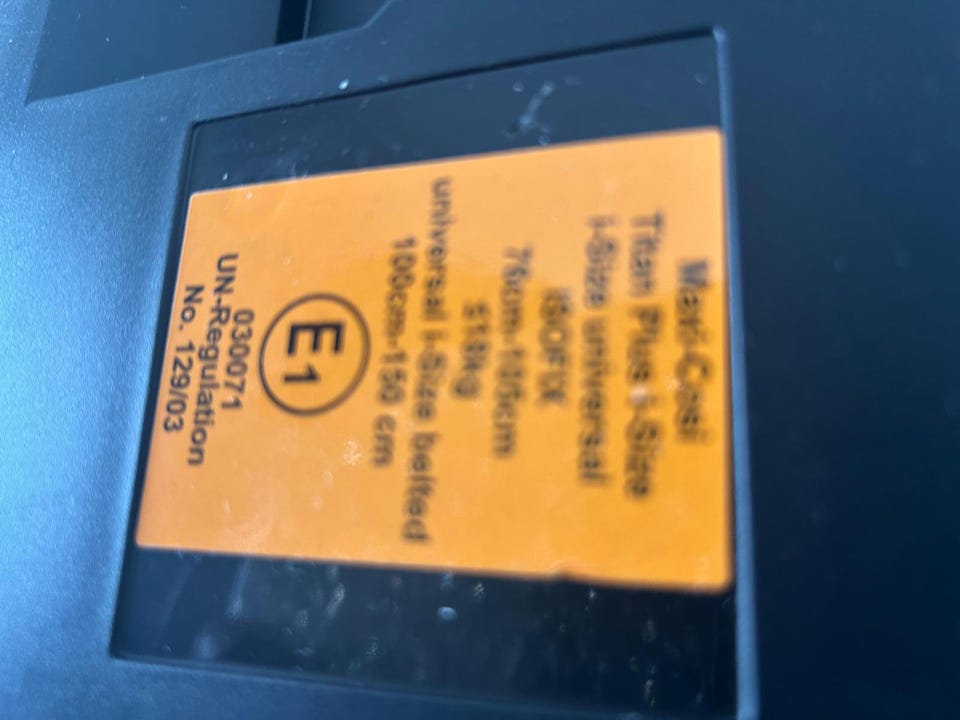 Maxi-Cosi
Titan Plus i-Size
i-Size universal
ISOFIX
76cm-105cm
≤18kg
universal i-Size belted
100cm-150 cm
E1
030071
UN-Regulation
No. 129/03